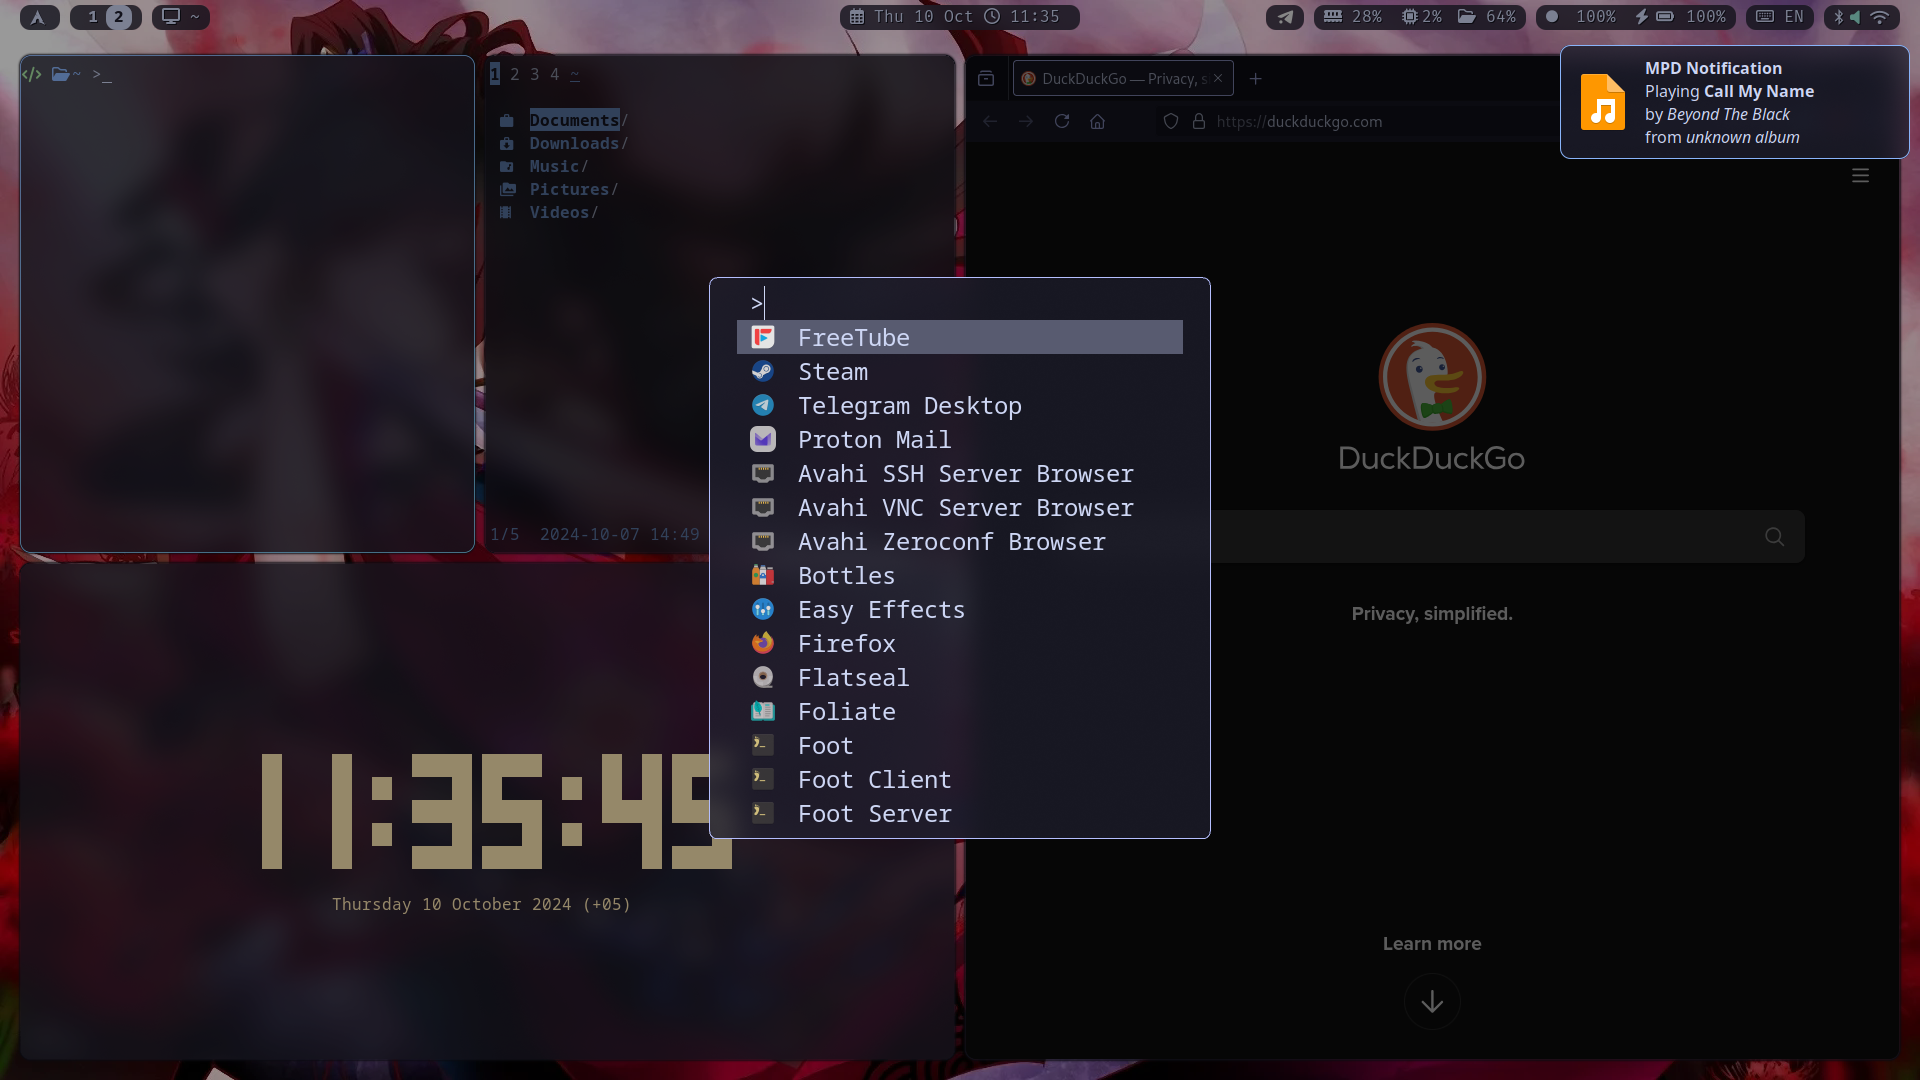 1 2 ~
Thu 10 Oct 11:35
28% 2% 64% 100% 100% EN
~ >_
1 2 3 4 ~
Documents/
Downloads/
Music/
Pictures/
Videos/
1/5 2024-10-07 14:49
DuckDuckGo — Privacy, s
https://duckduckgo.com
MPD Notification
Playing Call My Name
by Beyond The Black
from unknown album
>
FreeTube
Steam
Telegram Desktop
Proton Mail
Avahi SSH Server Browser
Avahi VNC Server Browser
Avahi Zeroconf Browser
Bottles
Easy Effects
Firefox
Flatseal
Foliate
Foot
Foot Client
Foot Server
DuckDuckGo
Privacy, simplified.
Learn more
11:35:45
Thursday 10 October 2024 (+05)